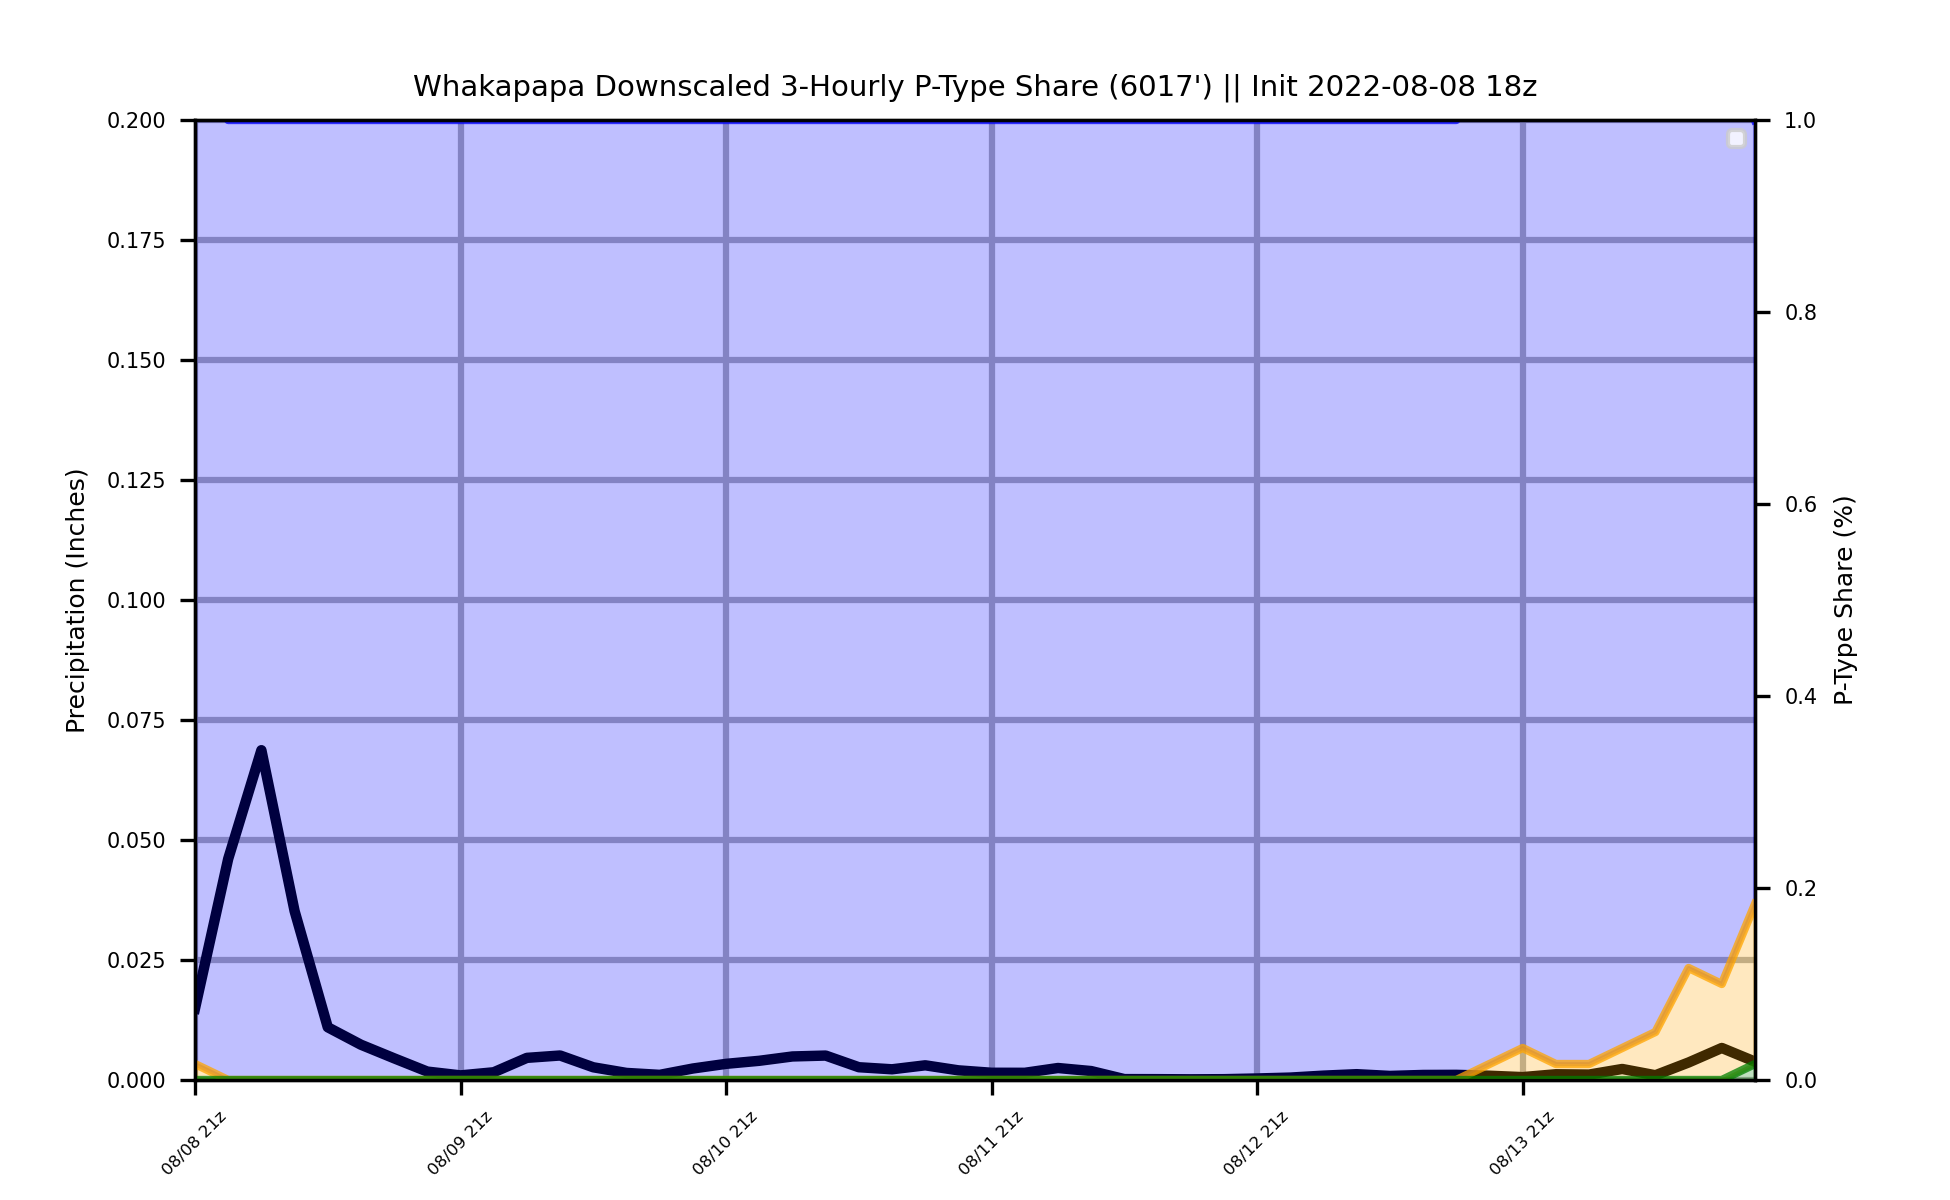 Whakapapa Downscaled 3-Hourly P-Type Share (6017') || Init 2022-08-08 18z
0.200
0.175
0.150
0.125
0.100
0.075
0.050
0.025
0.000
Precipitation (Inches)
1.0
0.8
0.6
0.4
0.2
0.0
P-Type Share (%)
08/08 21z
08/09 21z
08/10 21z
08/11 21z
08/12 21z
08/13 21z